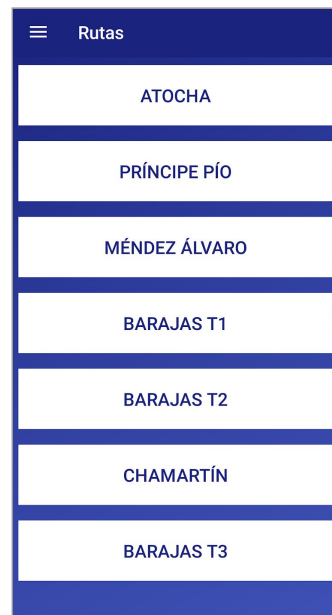 Rutas
ATOCHA
PRÍNCIPE PÍO
MÉNDEZ ÁLVARO
BARAJAS T1
BARAJAS T2
CHAMARTÍN
BARAJAS T3